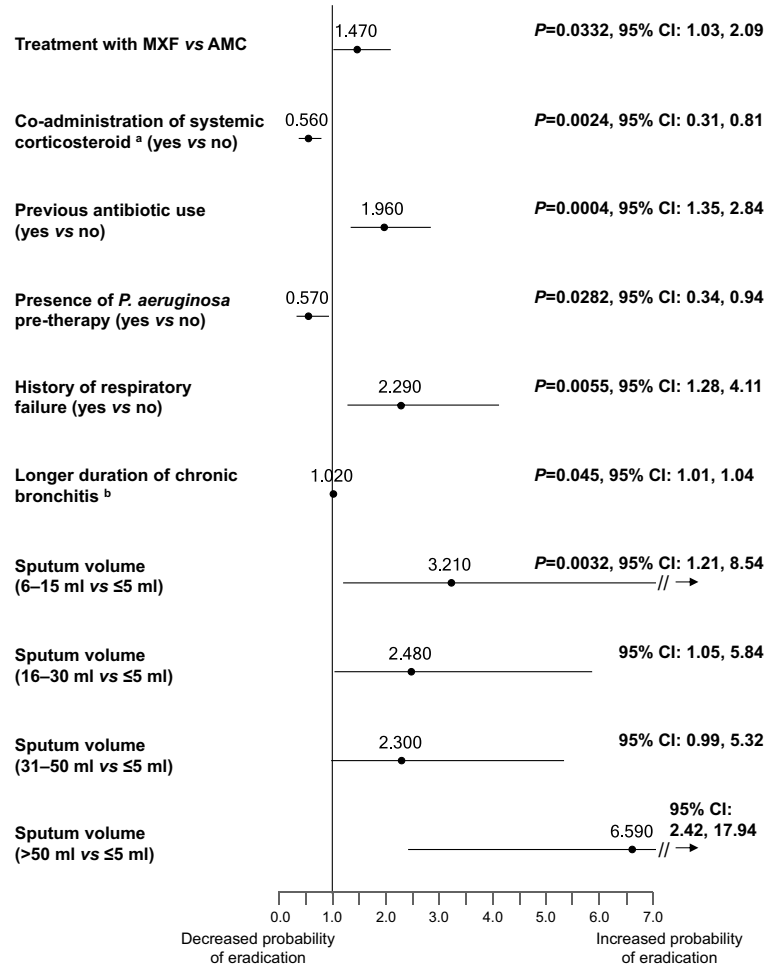 1.470
Treatment with MXF vs AMC
P=0.0332, 95% CI: 1.03, 2.09
Co-administration of systemic
corticosteroid a (yes vs no)
0.560
P=0.0024, 95% CI: 0.31, 0.81
Previous antibiotic use
(yes vs no)
1.960
P=0.0004, 95% CI: 1.35, 2.84
Presence of P. aeruginosa
pre-therapy (yes vs no)
0.570
P=0.0282, 95% CI: 0.34, 0.94
History of respiratory
failure (yes vs no)
2.290
P=0.0055, 95% CI: 1.28, 4.11
Longer duration of chronic
bronchitis b
1.020
P=0.045, 95% CI: 1.01, 1.04
Sputum volume
(6–15 ml vs ≤5 ml)
3.210
P=0.0032, 95% CI: 1.21, 8.54
//
Sputum volume
(16–30 ml vs ≤5 ml)
2.480
95% CI: 1.05, 5.84
Sputum volume
(31–50 ml vs ≤5 ml)
2.300
95% CI: 0.99, 5.32
Sputum volume
(>50 ml vs ≤5 ml)
6.590
95% CI:
2.42, 17.94
//
0.0 1.0 2.0 3.0 4.0 5.0 6.0 7.0
Decreased probability
of eradication
Increased probability
of eradication